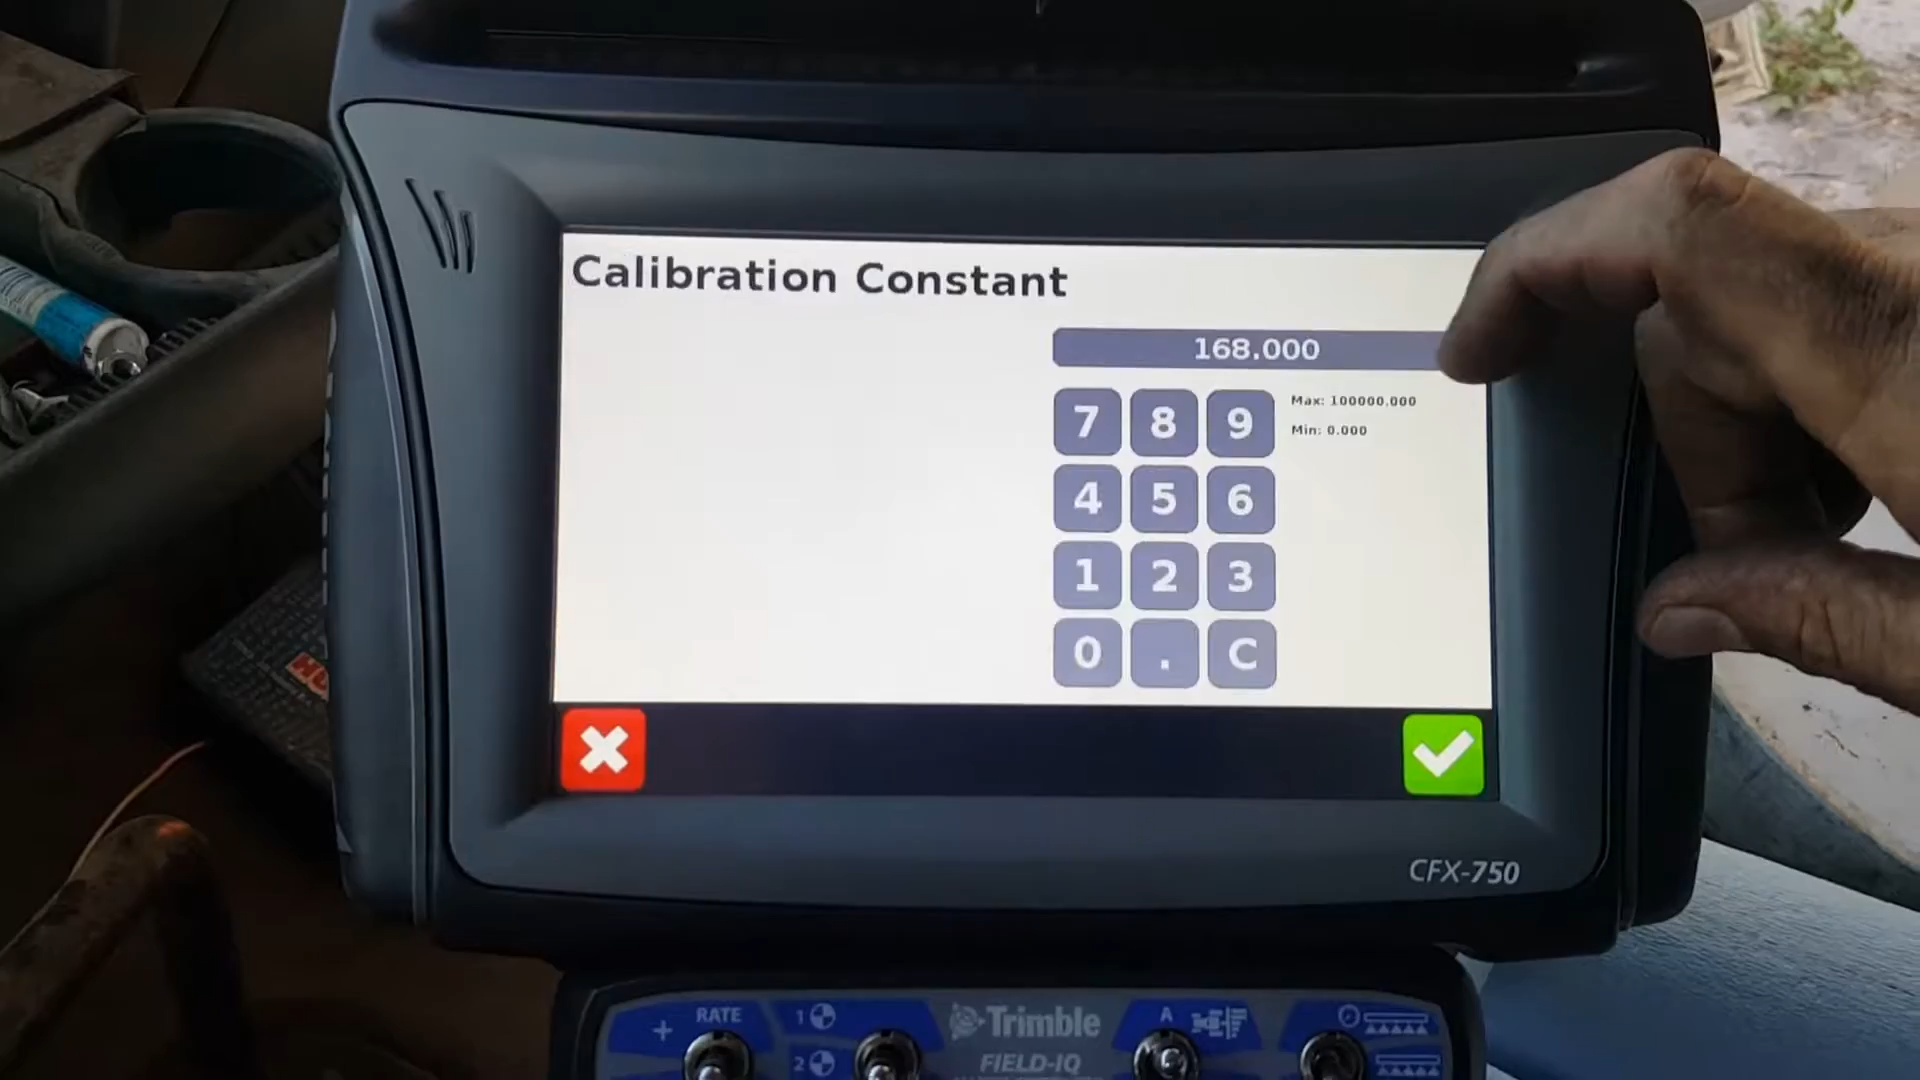 Calibration Constant
168.000
7 8 9
Max: 100000.000
Min: 0.000
4 5 6
1 2 3
0 . C
CFX-750
+ RATE 1
2
Trimble
FIELD-IQ
A